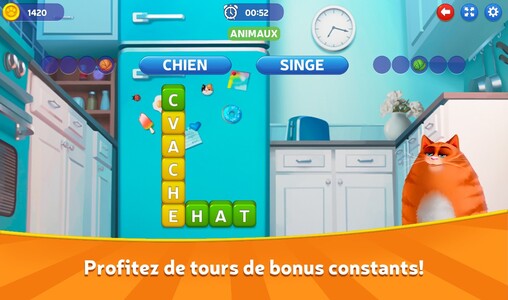 1420
00:52
ANIMAUX
CHIEN
SINGE
C
V
A
C
H
E H A T
Profitez de tours de bonus constants!